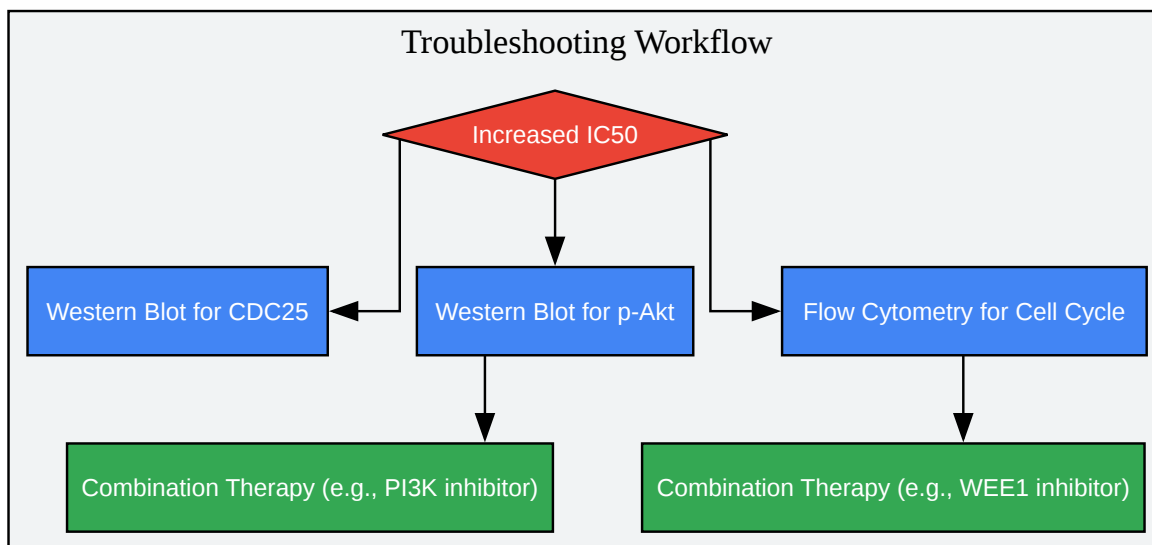 Troubleshooting Workflow
Increased IC50
Western Blot for CDC25
Western Blot for p-Akt
Flow Cytometry for Cell Cycle
Combination Therapy (e.g., PI3K inhibitor)
Combination Therapy (e.g., WEE1 inhibitor)